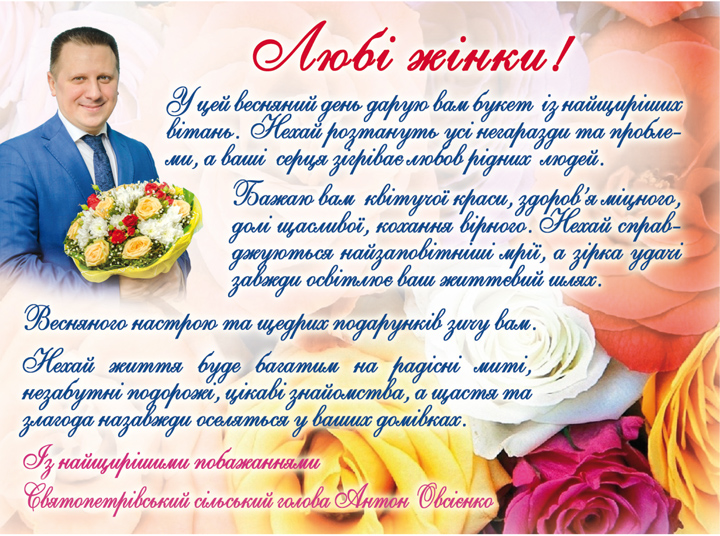 Любі жінки!
У цей весняний день дарую вам букет із найщиріших
вітань. Нехай розтануть усі негаразди та пробле-
ми, а ваші серця зігріває любов рідних людей.
Бажаю вам квітучої краси, здоров'я міцного,
долі щасливої, кохання вірного. Нехай справ-
джуються найзаповітніші мрії, а зірка удачі
завжди освітлює ваш життєвий шлях.
Весняного настрою та щедрих подарунків зичу вам.
Нехай життя буде багатим на радісні миті,
незабутні подорожі, цікаві знайомства, а щастя та
злагода назавжди оселяться у ваших домівках.
Із найщирішими побажаннями
Святопетрівський сільський голова Антон Овсієнко